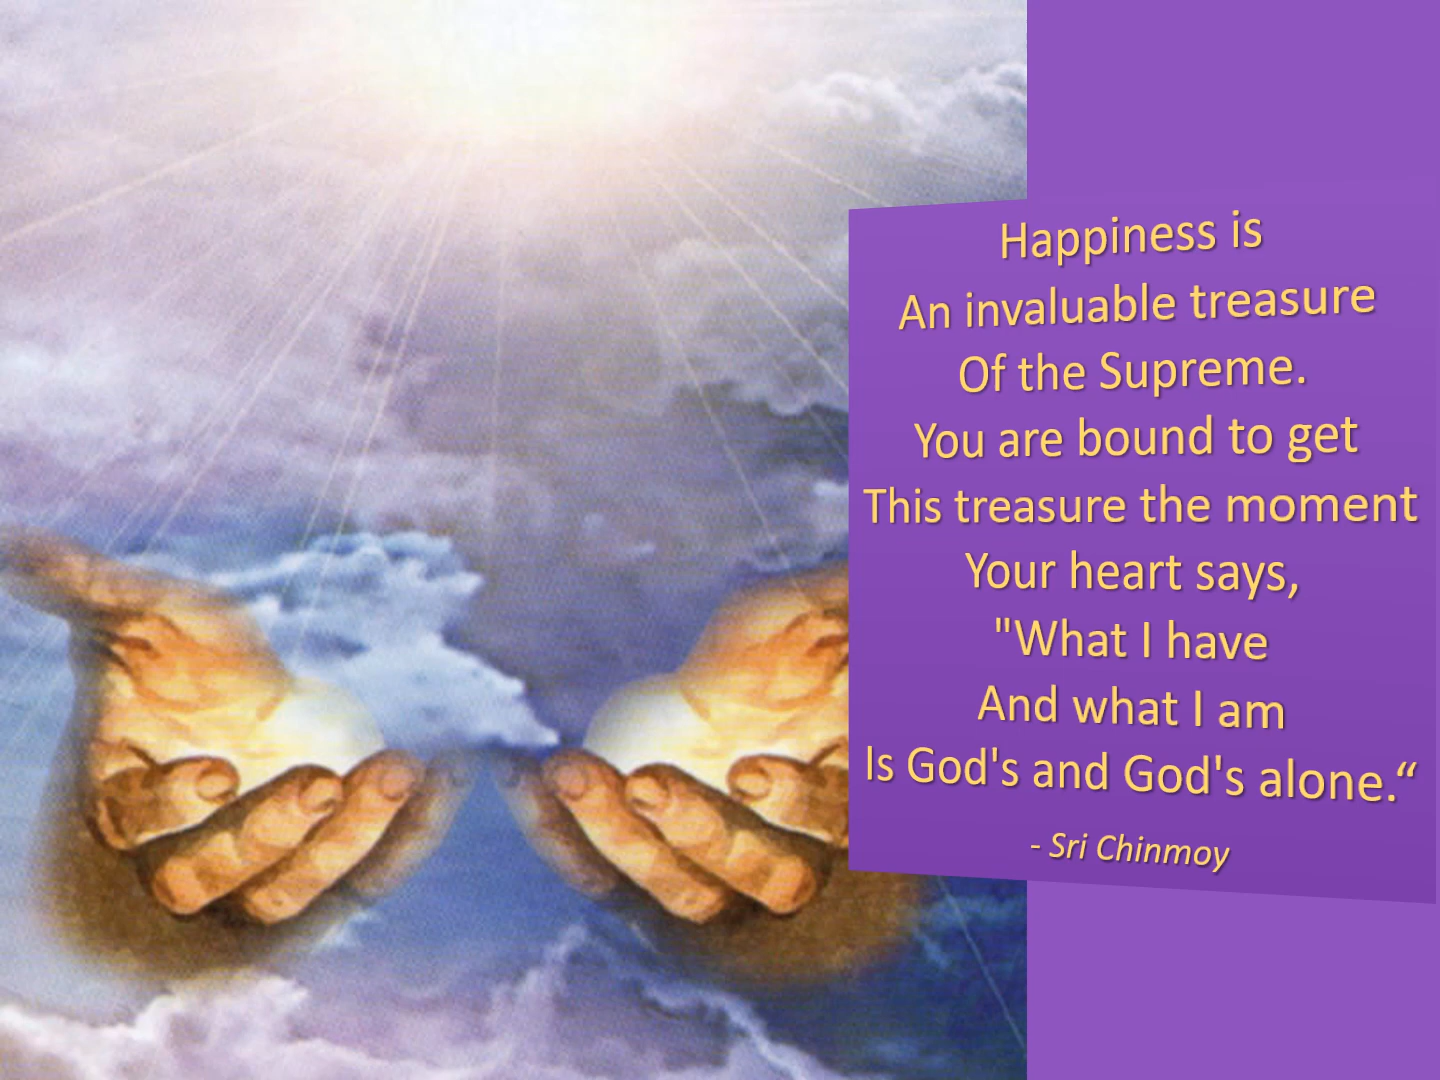 Happiness is
An invaluable treasure
Of the Supreme.
You are bound to get
This treasure the moment
Your heart says,
"What I have
And what I am
Is God's and God's alone.“
- Sri Chinmoy